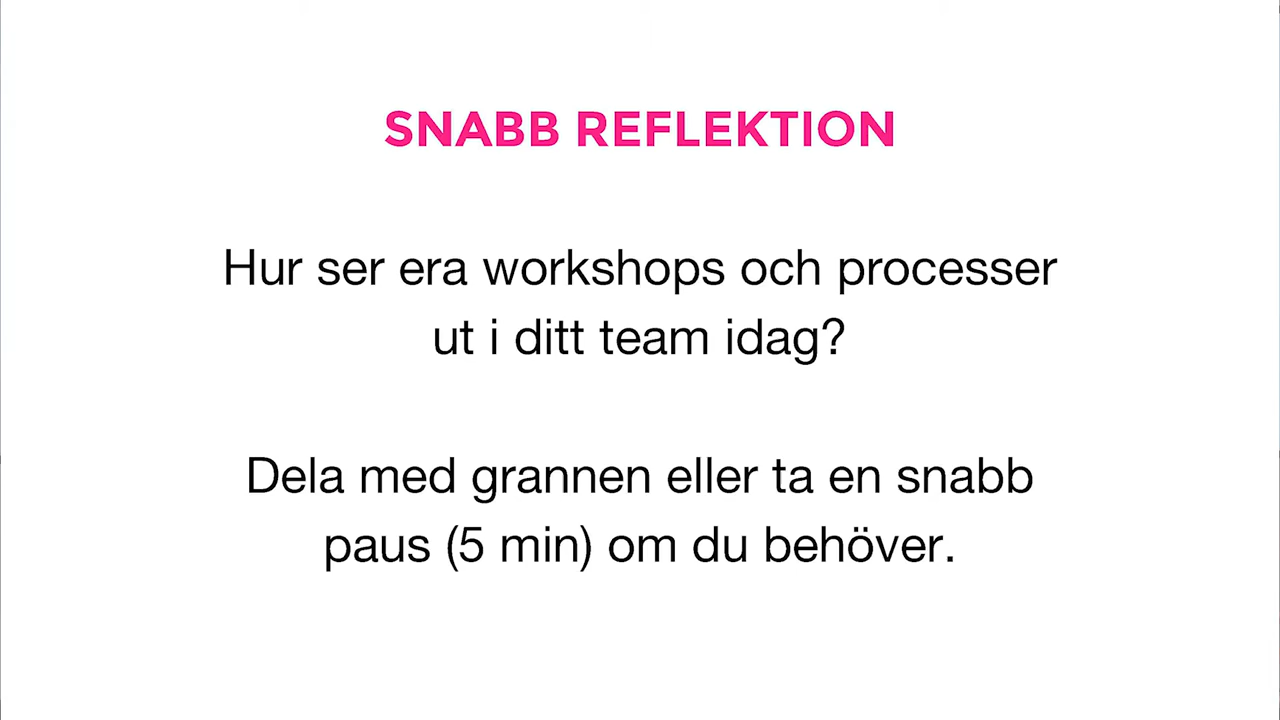 SNABB REFLEKTION
Hur ser era workshops och processer
ut i ditt team idag?
Dela med grannen eller ta en snabb
paus (5 min) om du behöver.